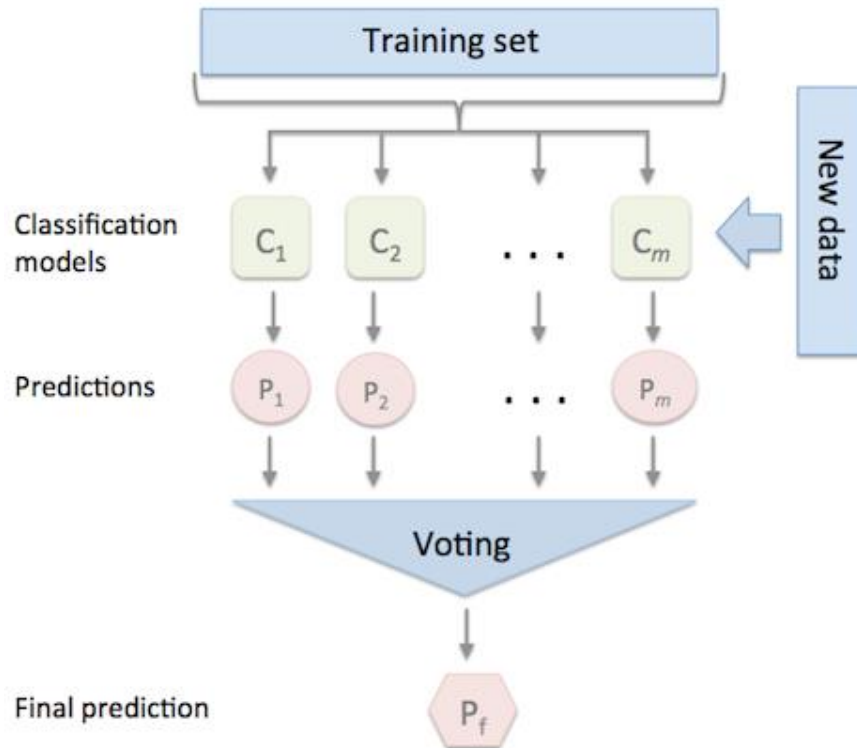 Training set
New data
Classification
models
C1
C2
. . .
Cm
Predictions
P1
P2
. . .
Pm
Voting
Final prediction
Pf